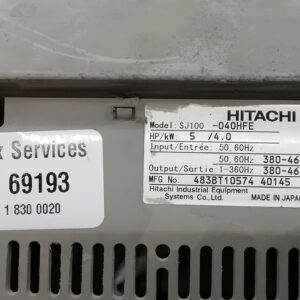 x Services
69193
1 830 0020
HITACHI
Model: SJ100 -040HFE
HP/kW: 5 /4.0
Input/Entrée: 50, 60Hz
50, 60Hz 380-46
Output/Sortie: 1-360Hz 380-46
MFG No. 483BT10574 40145
Hitachi Industrial Equipment
Systems Co., Ltd. MADE IN JAPA